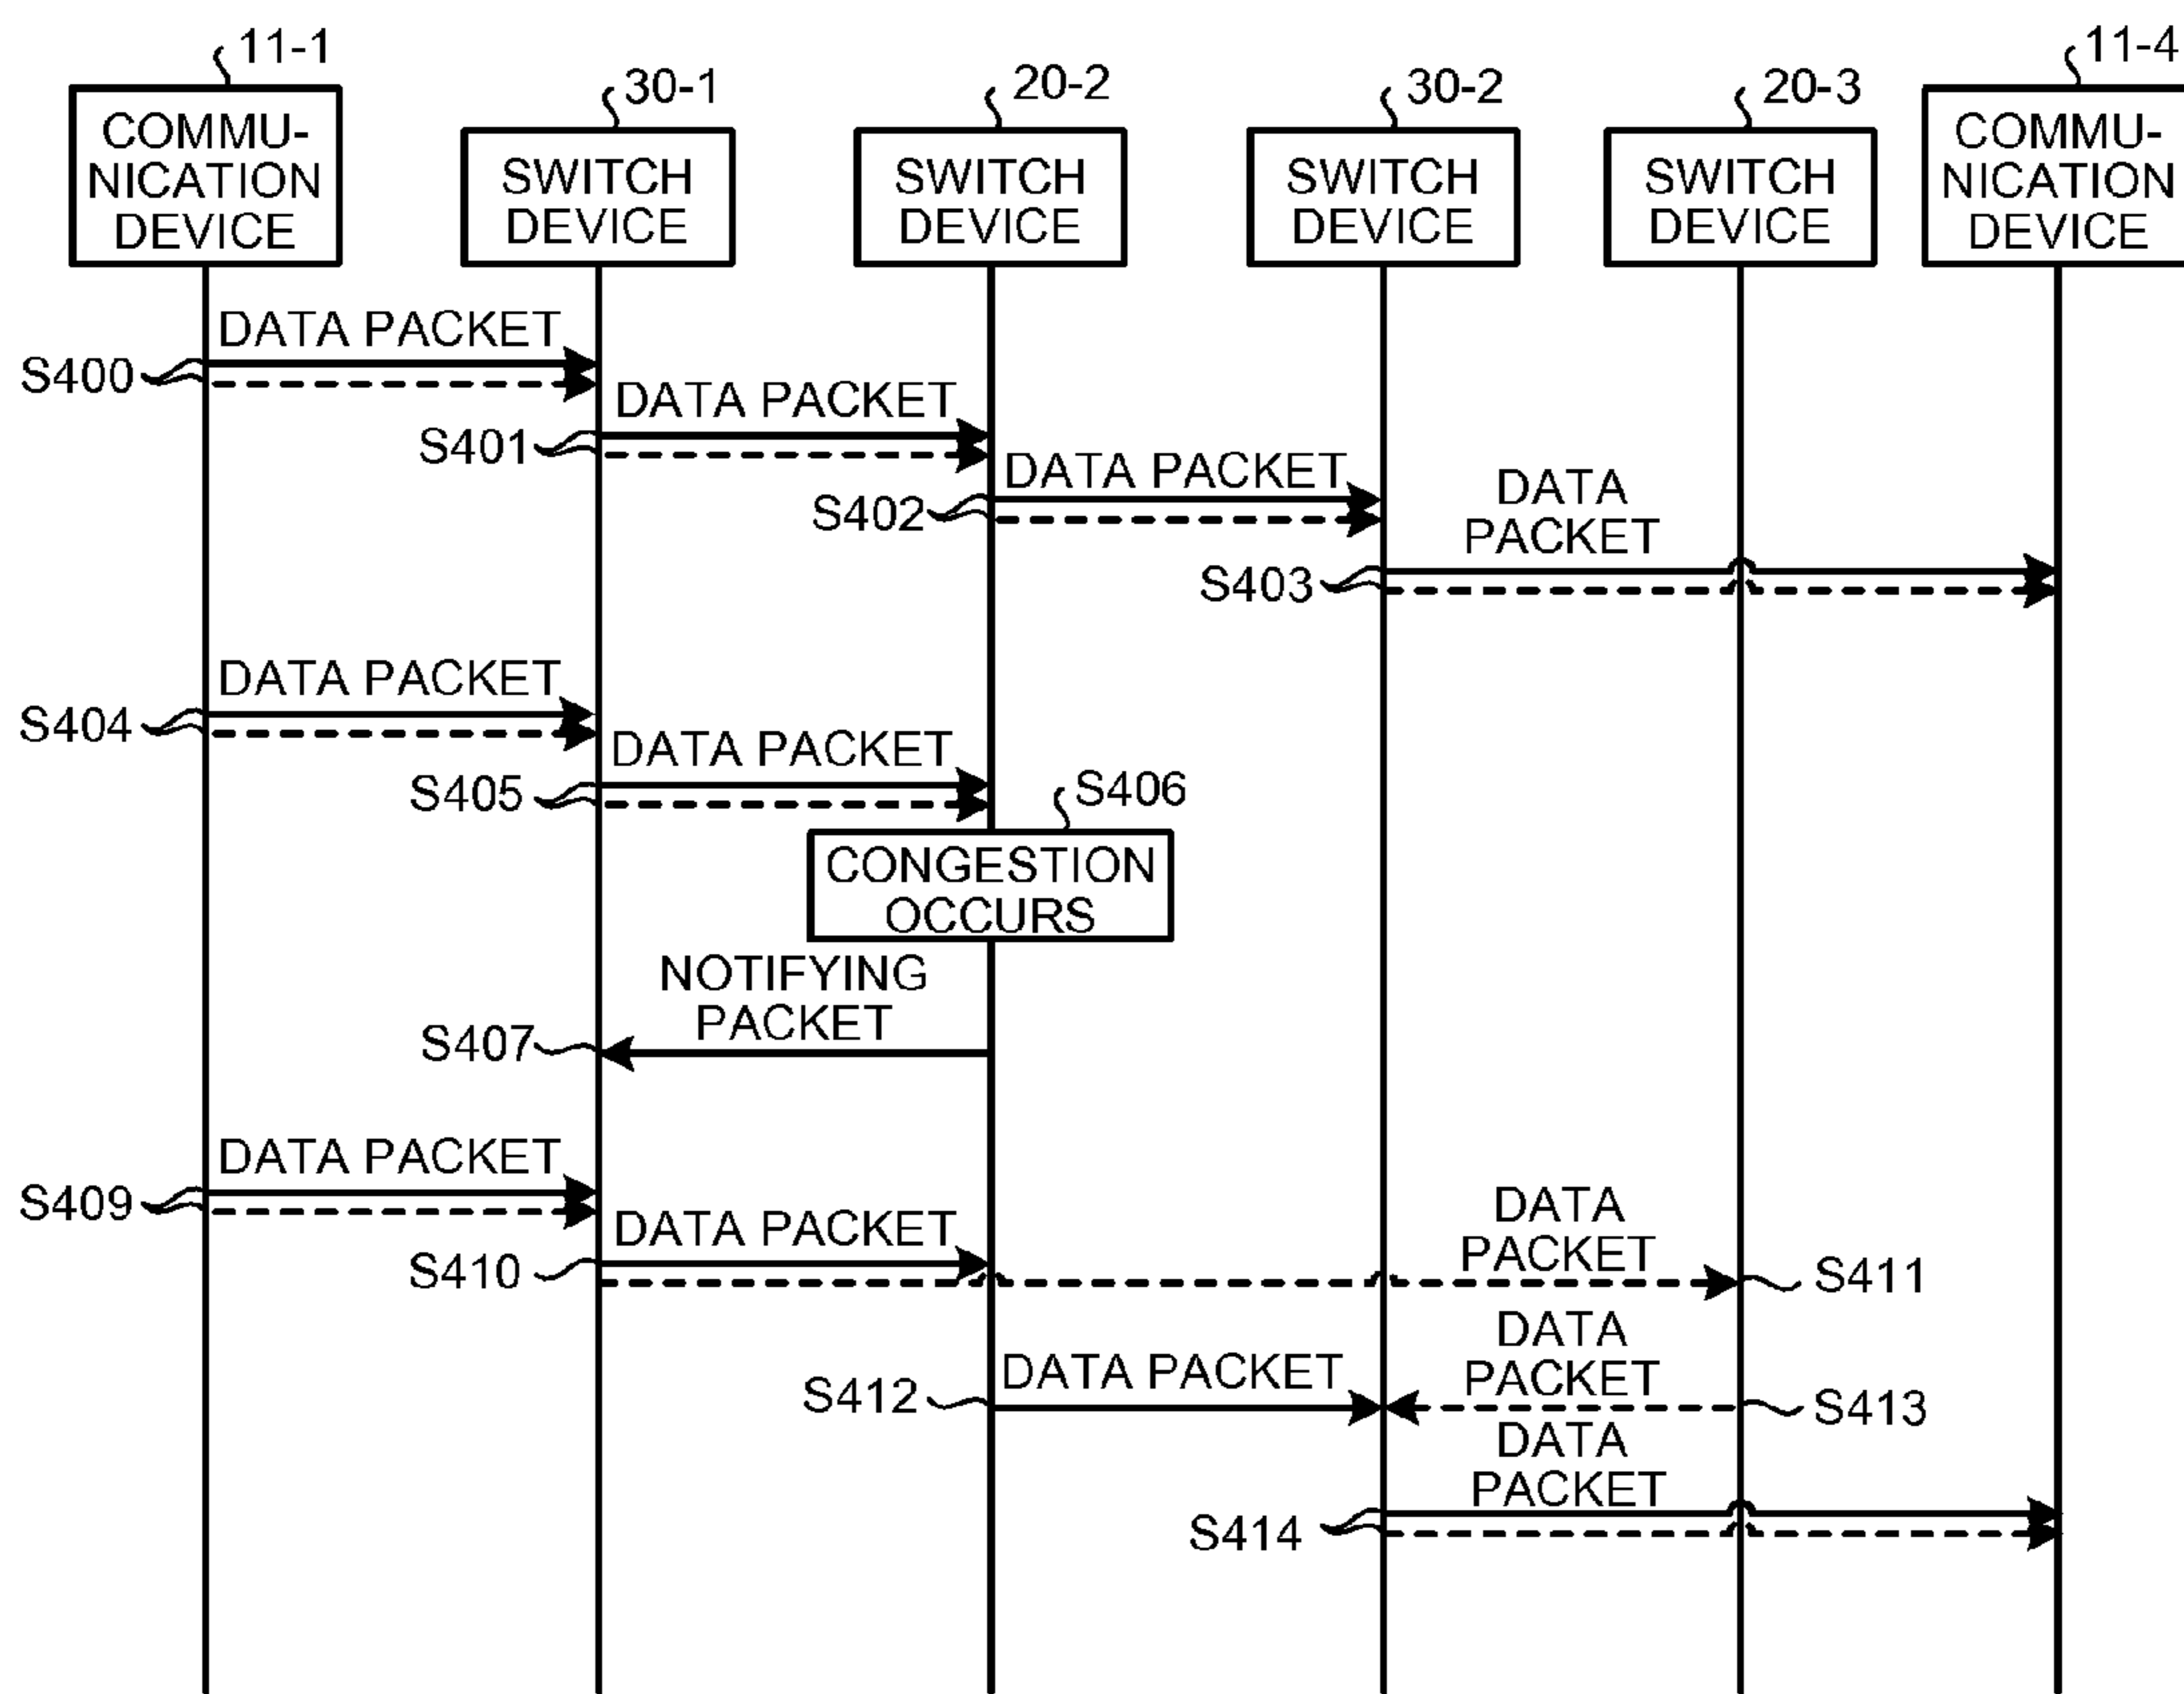 11-1
30-1
20-2
30-2
20-3
11-4
COMMU-
NICATION
DEVICE
SWITCH
DEVICE
SWITCH
DEVICE
SWITCH
DEVICE
SWITCH
DEVICE
COMMU-
NICATION
DEVICE
DATA PACKET
S400
DATA PACKET
S401
DATA PACKET
S402
DATA
PACKET
S403
DATA PACKET
S404
DATA PACKET
S405
S406
CONGESTION
OCCURS
NOTIFYING
PACKET
S407
DATA PACKET
S409
DATA PACKET
S410
DATA
PACKET
S411
DATA PACKET
S412
DATA
PACKET
S413
DATA
PACKET
S414